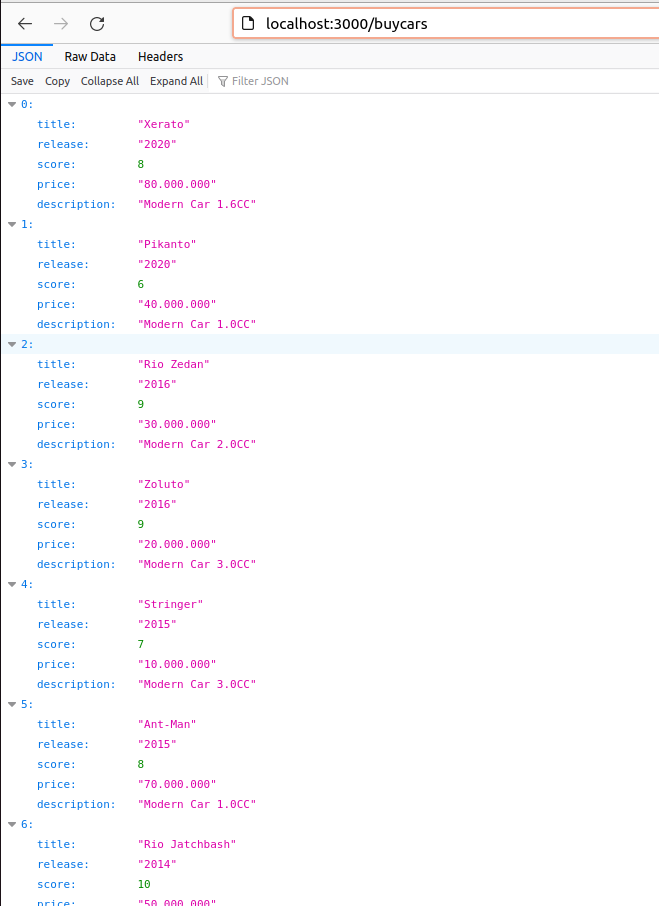 localhost:3000/buycars
JSON Raw Data Headers
Save Copy Collapse All Expand All Filter JSON
0:
title: "Xerato"
release: "2020"
score: 8
price: "80.000.000"
description: "Modern Car 1.6CC"
1:
title: "Pikanto"
release: "2020"
score: 6
price: "40.000.000"
description: "Modern Car 1.0CC"
2:
title: "Rio Zedan"
release: "2016"
score: 9
price: "30.000.000"
description: "Modern Car 2.0CC"
3:
title: "Zoluto"
release: "2016"
score: 9
price: "20.000.000"
description: "Modern Car 3.0CC"
4:
title: "Stringer"
release: "2015"
score: 7
price: "10.000.000"
description: "Modern Car 3.0CC"
5:
title: "Ant-Man"
release: "2015"
score: 8
price: "70.000.000"
description: "Modern Car 1.0CC"
6:
title: "Rio Jatchbash"
release: "2014"
score: 10
price: "50.000.000"